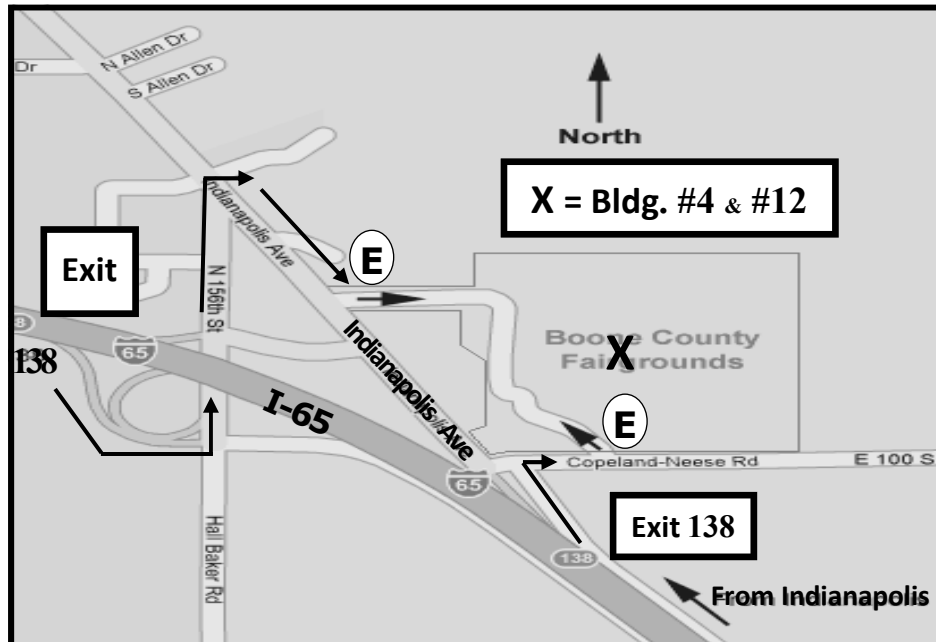 N Allen Dr
Dr
S Allen Dr
North
X = Bldg. #4 & #12
Indianapolis Ave
E
Exit
N 156th St
8
138
65
Indianapolis Ave
Boone County
Fairgrounds
X
I-65
E
Copeland-Neese Rd
E 100 S
65
Hall Baker Rd
Exit 138
138
From Indianapolis